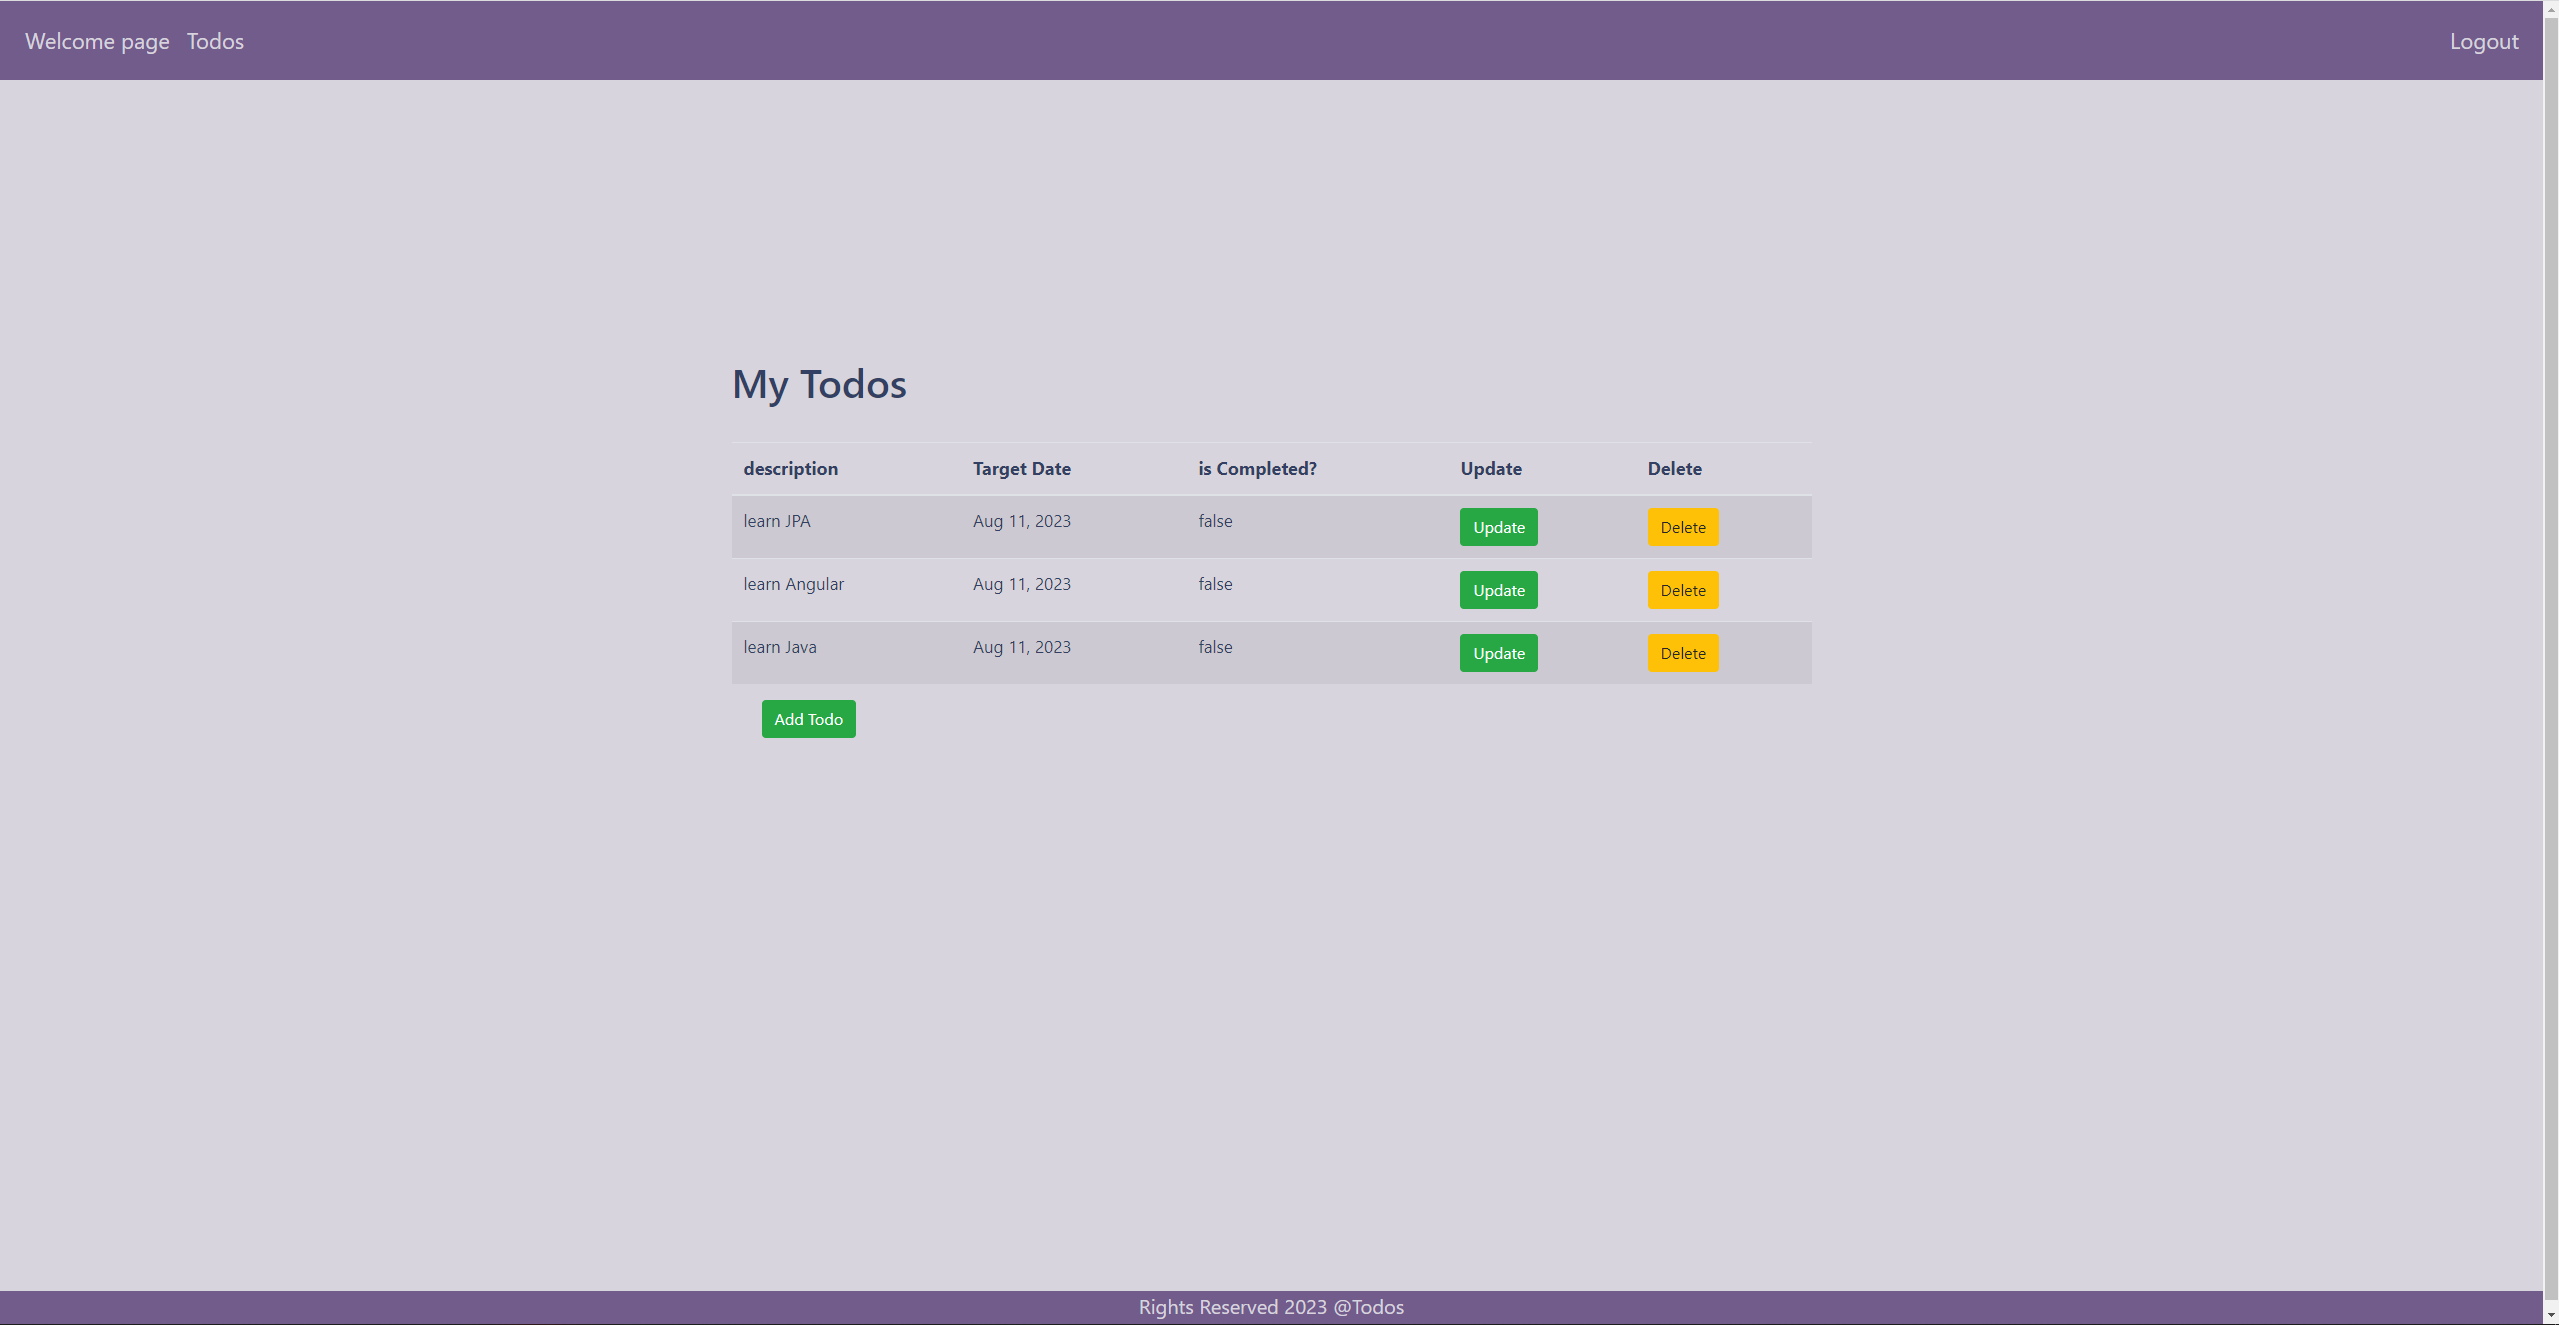 Welcome page Todos Logout
My Todos
description Target Date is Completed? Update Delete
learn JPA Aug 11, 2023 false Update Delete
learn Angular Aug 11, 2023 false Update Delete
learn Java Aug 11, 2023 false Update Delete
Add Todo
Rights Reserved 2023 @Todos